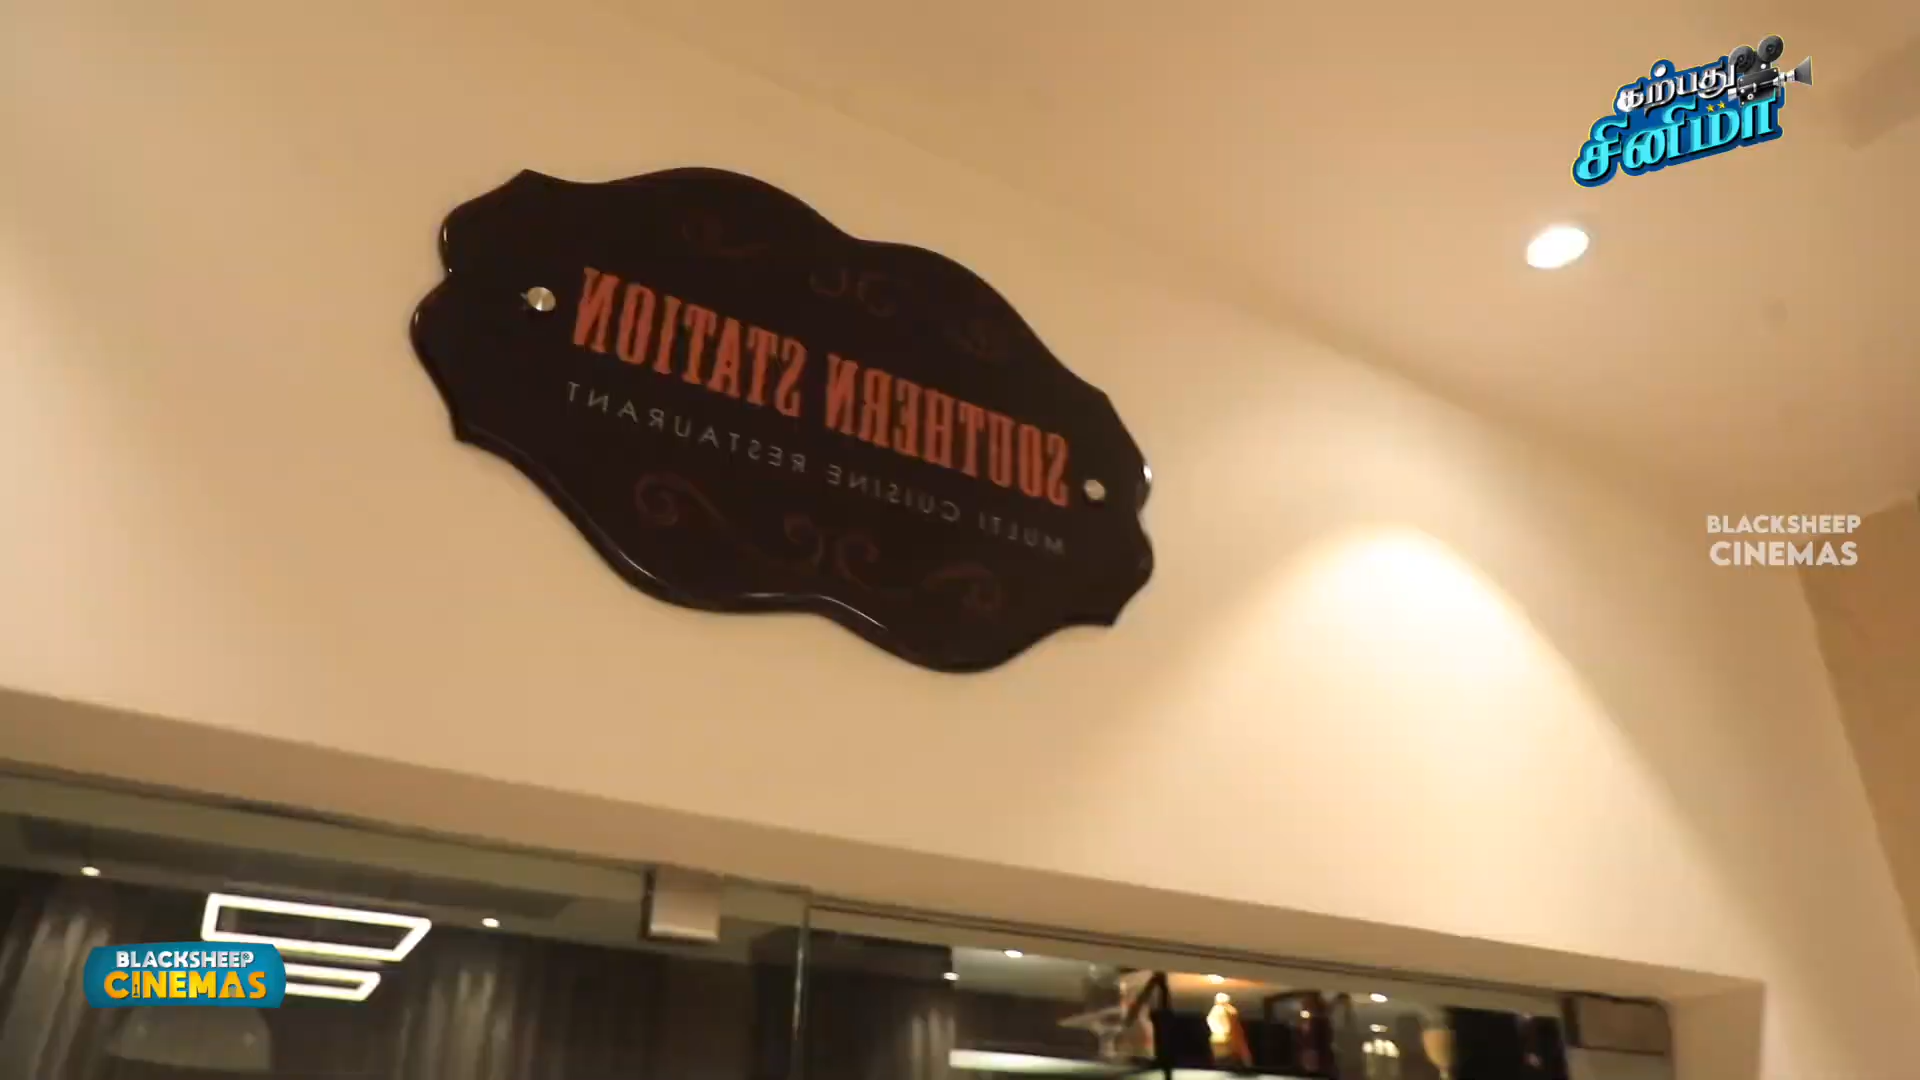 கற்பது
சினிமா
SOUTHERN STATION
MULTI CUISINE RESTAURANT
BLACKSHEEP
CINEMAS
BLACKSHEEP
CINEMAS